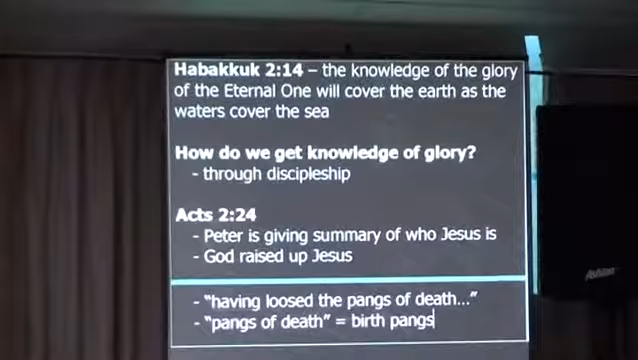 Habakkuk 2:14 – the knowledge of the glory
of the Eternal One will cover the earth as the
waters cover the sea
How do we get knowledge of glory?
- through discipleship
Acts 2:24
- Peter is giving summary of who Jesus is
- God raised up Jesus
- "having loosed the pangs of death…"
- "pangs of death" = birth pangs